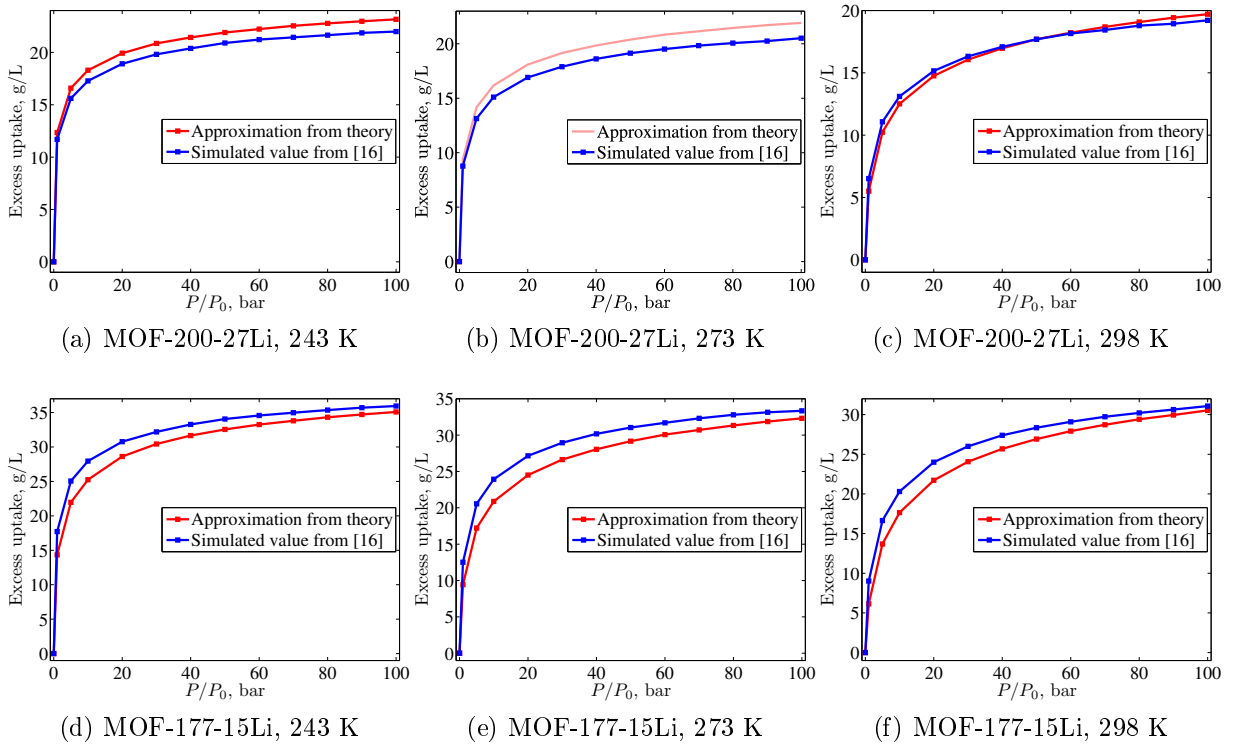 Excess uptake, g/L
20
15
10
5
0
Approximation from theory
Simulated value from [16]
0 20 40 60 80 100
P/P0, bar
(a) MOF-200-27Li, 243 K
Excess uptake, g/L
20
15
10
5
0
Approximation from theory
Simulated value from [16]
0 20 40 60 80 100
P/P0, bar
(b) MOF-200-27Li, 273 K
Excess uptake, g/L
20
15
10
5
0
Approximation from theory
Simulated value from [16]
0 20 40 60 80 100
P/P0, bar
(c) MOF-200-27Li, 298 K
Excess uptake, g/L
35
30
25
20
15
10
5
0
Approximation from theory
Simulated value from [16]
0 20 40 60 80 100
P/P0, bar
(d) MOF-177-15Li, 243 K
Excess uptake, g/L
35
30
25
20
15
10
5
0
Approximation from theory
Simulated value from [16]
0 20 40 60 80 100
P/P0, bar
(e) MOF-177-15Li, 273 K
Excess uptake, g/L
30
25
20
15
10
5
0
Approximation from theory
Simulated value from [16]
0 20 40 60 80 100
P/P0, bar
(f) MOF-177-15Li, 298 K